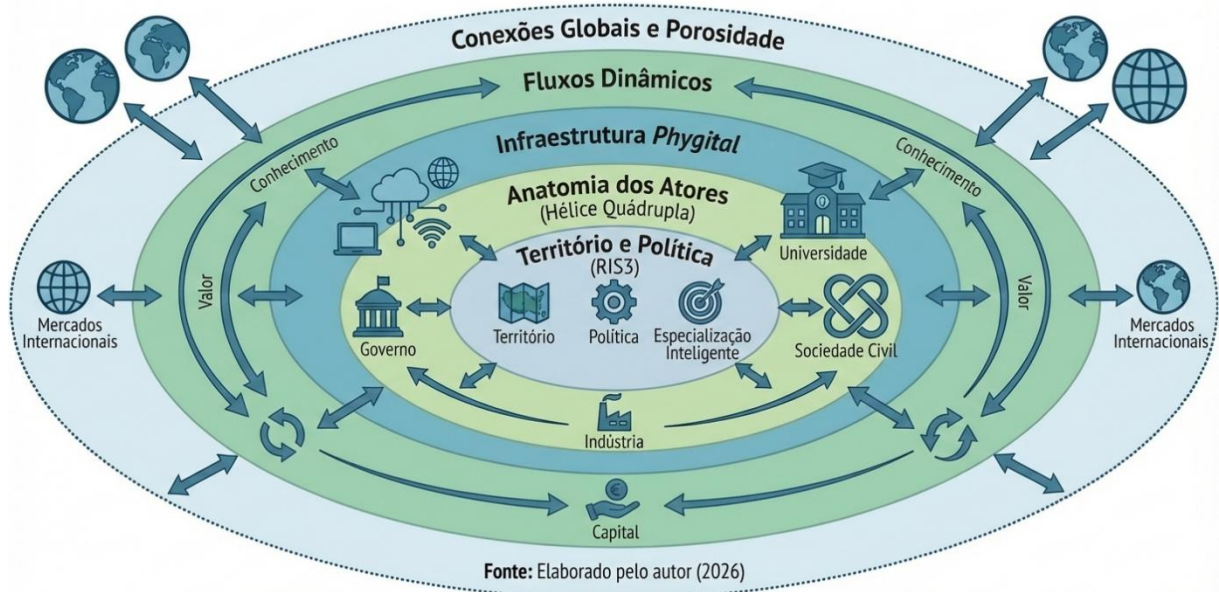 Conexões Globais e Porosidade
Fluxos Dinâmicos
Infraestrutura Phygital
Conhecimento
Conhecimento
Anatomia dos Atores
(Hélice Quádrupla)
Universidade
Território e Política
(RIS3)
Valor
Valor
Mercados
Internacionais
Governo
Território
Política
Especialização
Inteligente
Sociedade Civil
Mercados
Internacionais
Indústria
Capital
Fonte: Elaborado pelo autor (2026)